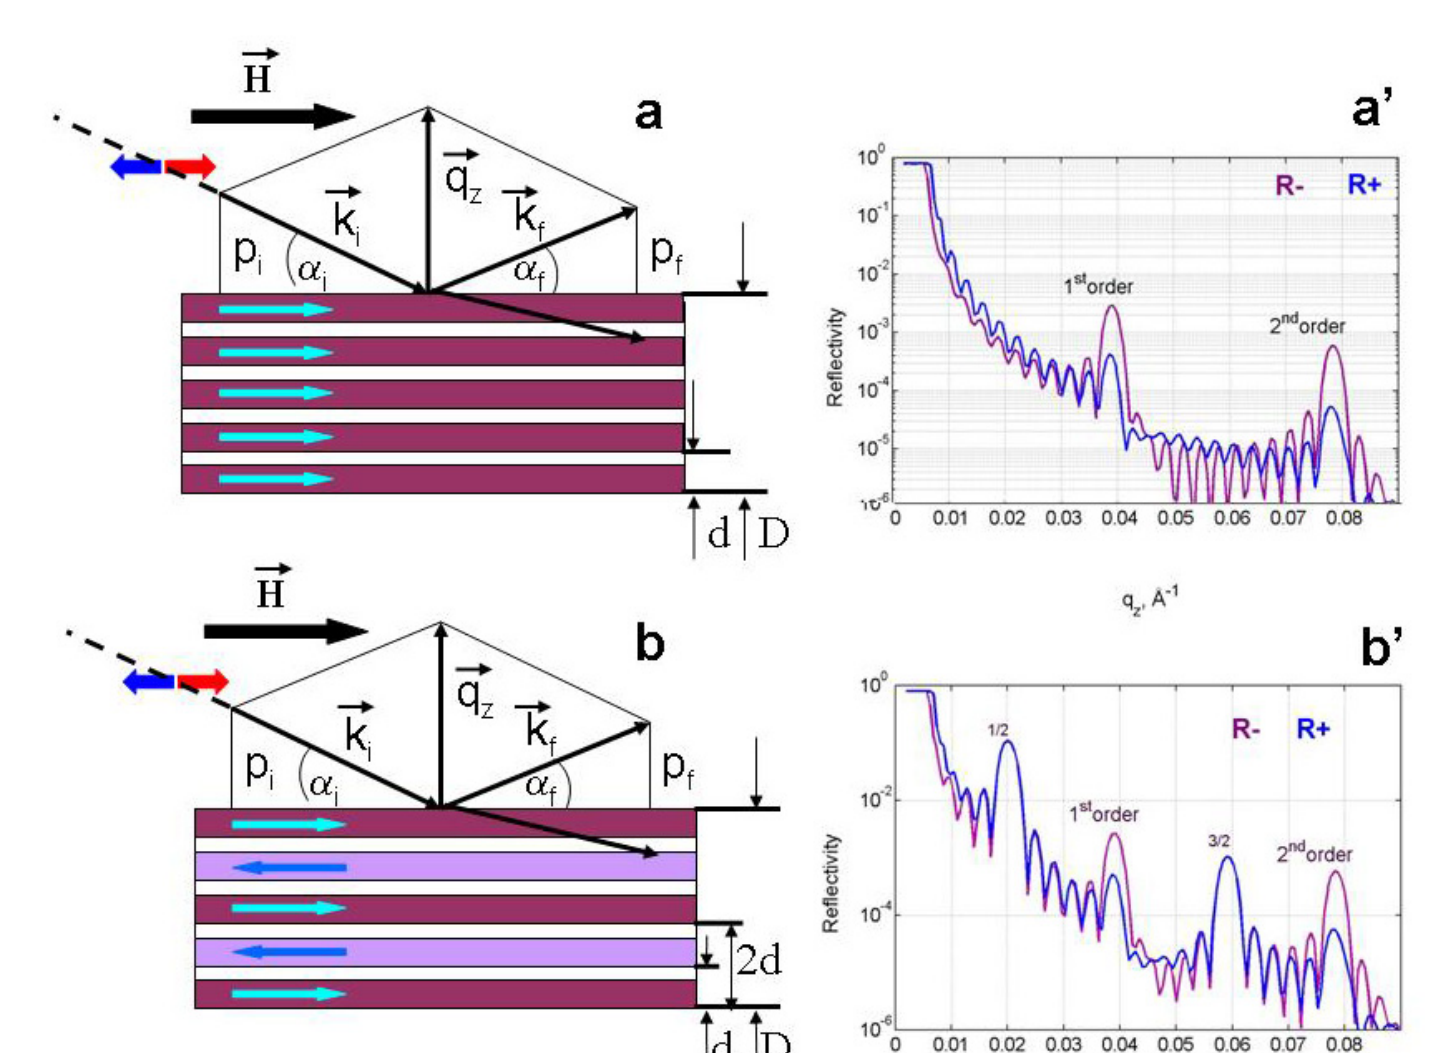 H
a
q_z
k_i
k_f
p_i
α_i
α_f
p_f
d
D
a'
10^0
R- R+
10^-1
10^-2
1^st order
10^-3
2^nd order
10^-4
10^-5
Reflectivity
0 0.01 0.02 0.03 0.04 0.05 0.06 0.07 0.08
q_z, Å^-1
H
b
q_z
k_i
k_f
p_i
α_i
α_f
p_f
2d
d
D
b'
10^0
1/2
R- R+
10^-2
1^st order
3/2
2^nd order
10^-4
10^-6
Reflectivity
0 0.01 0.02 0.03 0.04 0.05 0.06 0.07 0.08